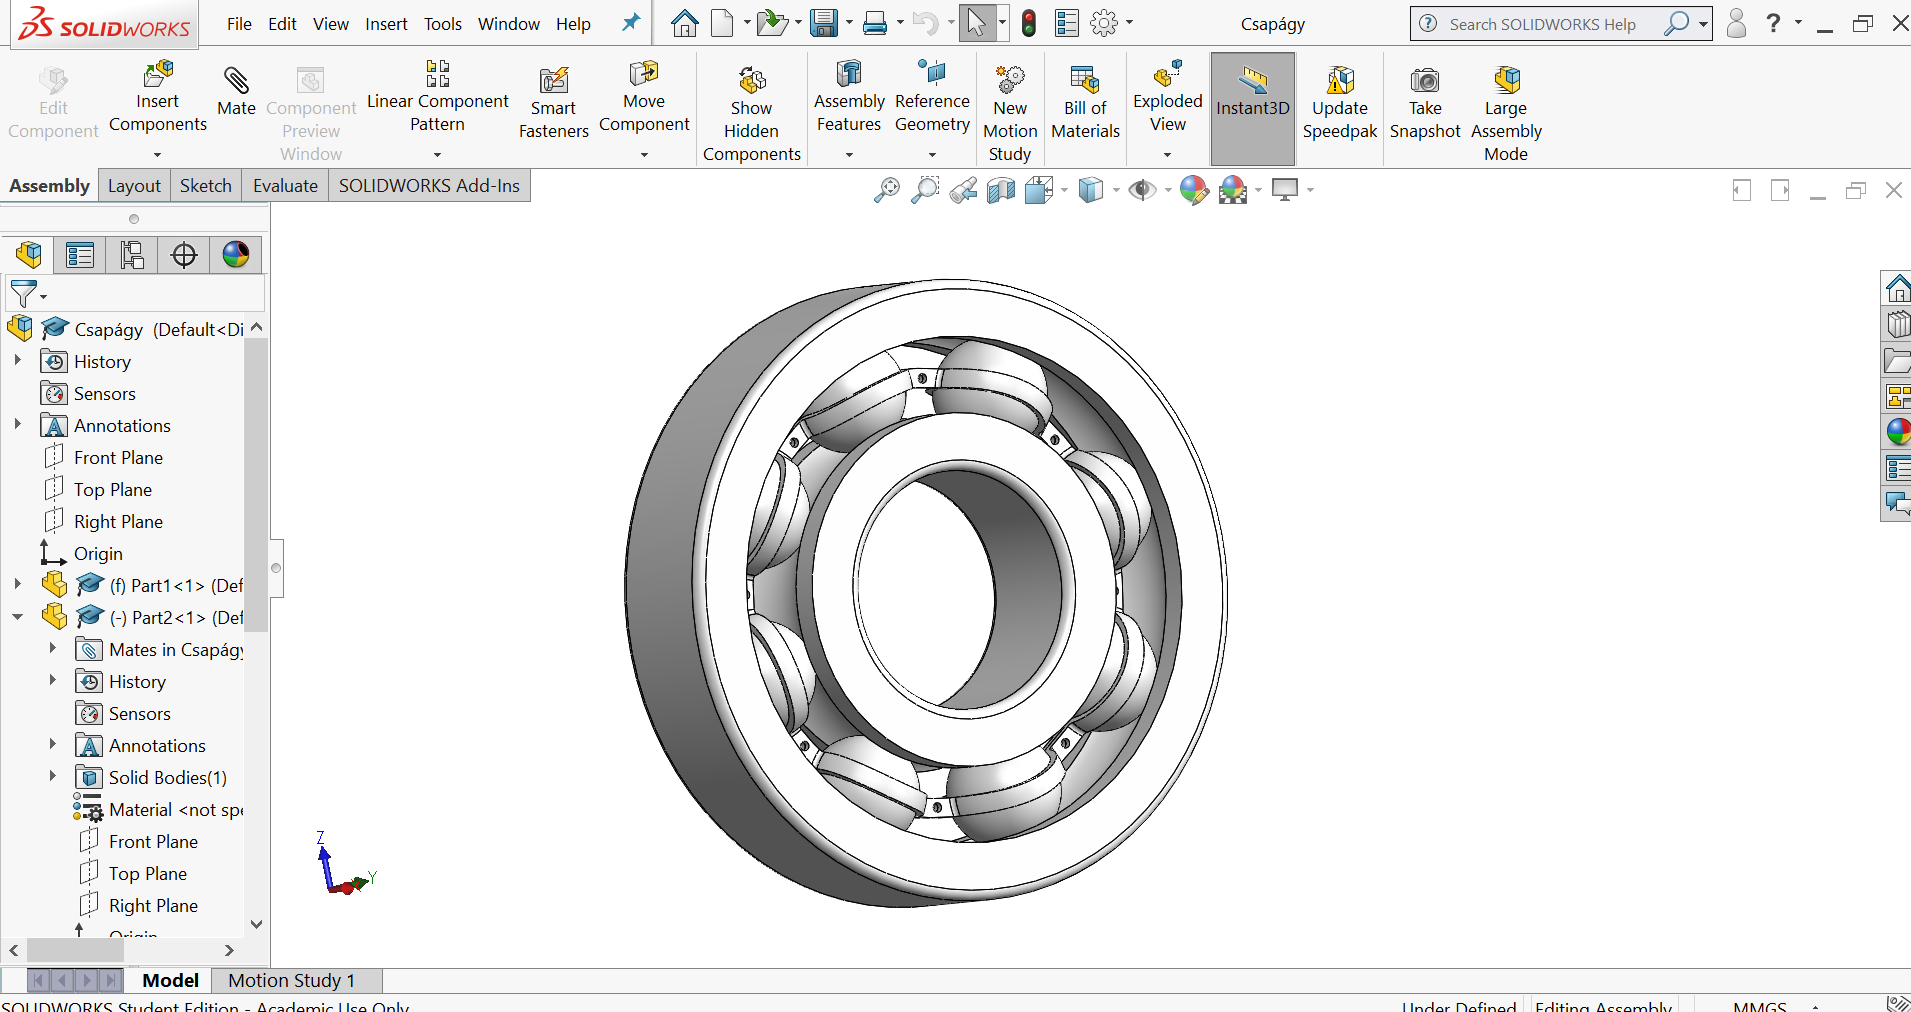 SOLIDWORKS File Edit View Insert Tools Window Help Csapágy Search SOLIDWORKS Help ?
Edit Component
Insert Components
Mate
Component Preview Window
Linear Component Pattern
Smart Fasteners
Move Component
Show Hidden Components
Assembly Features
Reference Geometry
New Motion Study
Bill of Materials
Exploded View
Instant3D
Update Speedpak
Take Snapshot
Large Assembly Mode
Assembly Layout Sketch Evaluate SOLIDWORKS Add-Ins
Csapágy (Default<Di
History
Sensors
Annotations
Front Plane
Top Plane
Right Plane
Origin
(f) Part1<1> (Def
(-) Part2<1> (Def
Mates in Csapágy
History
Sensors
Annotations
Solid Bodies(1)
Material <not spe
Front Plane
Top Plane
Right Plane
Origin
Z
Y
Model Motion Study 1
SOLIDWORKS Student Edition - Academic Use Only Under Defined Editing Assembly MMGS